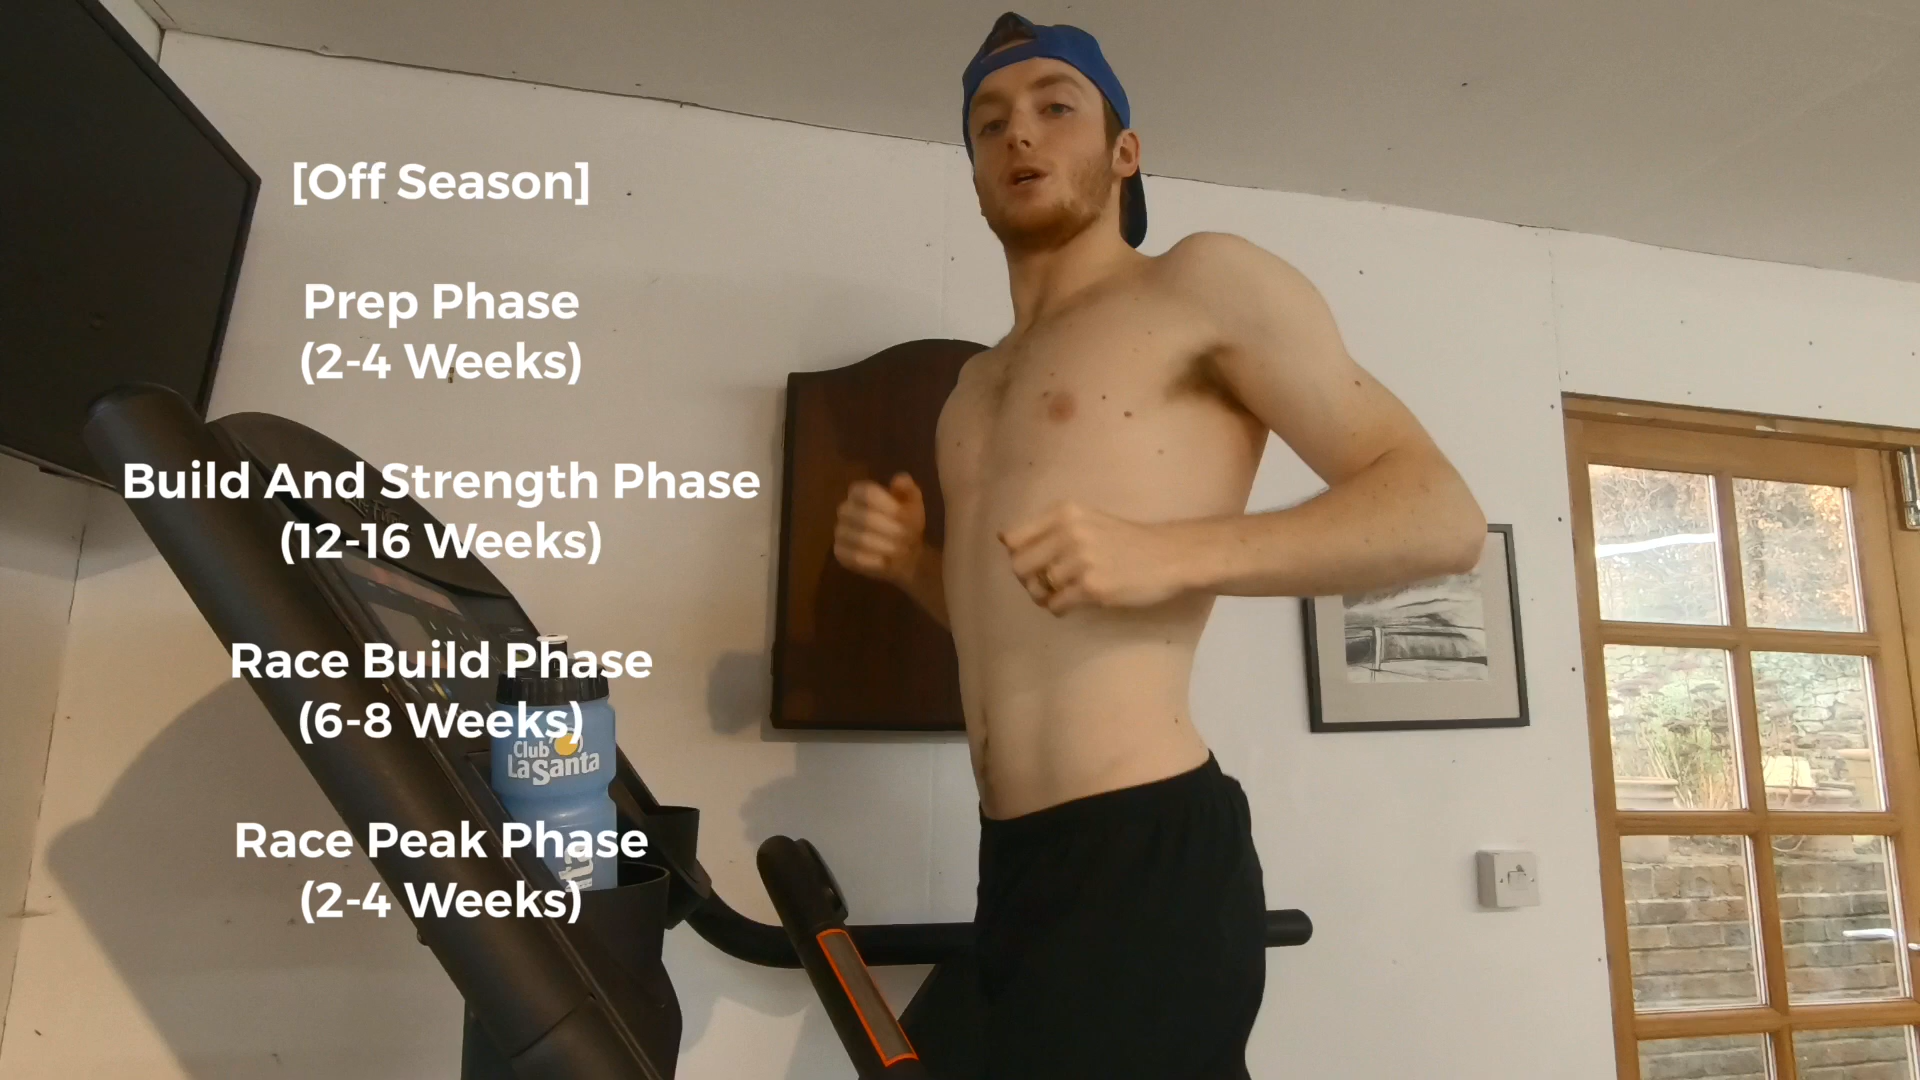 [Off Season]
Prep Phase
(2-4 Weeks)
Build And Strength Phase
(12-16 Weeks)
Race Build Phase
(6-8 Weeks)
Club
LaSanta
Race Peak Phase
(2-4 Weeks)